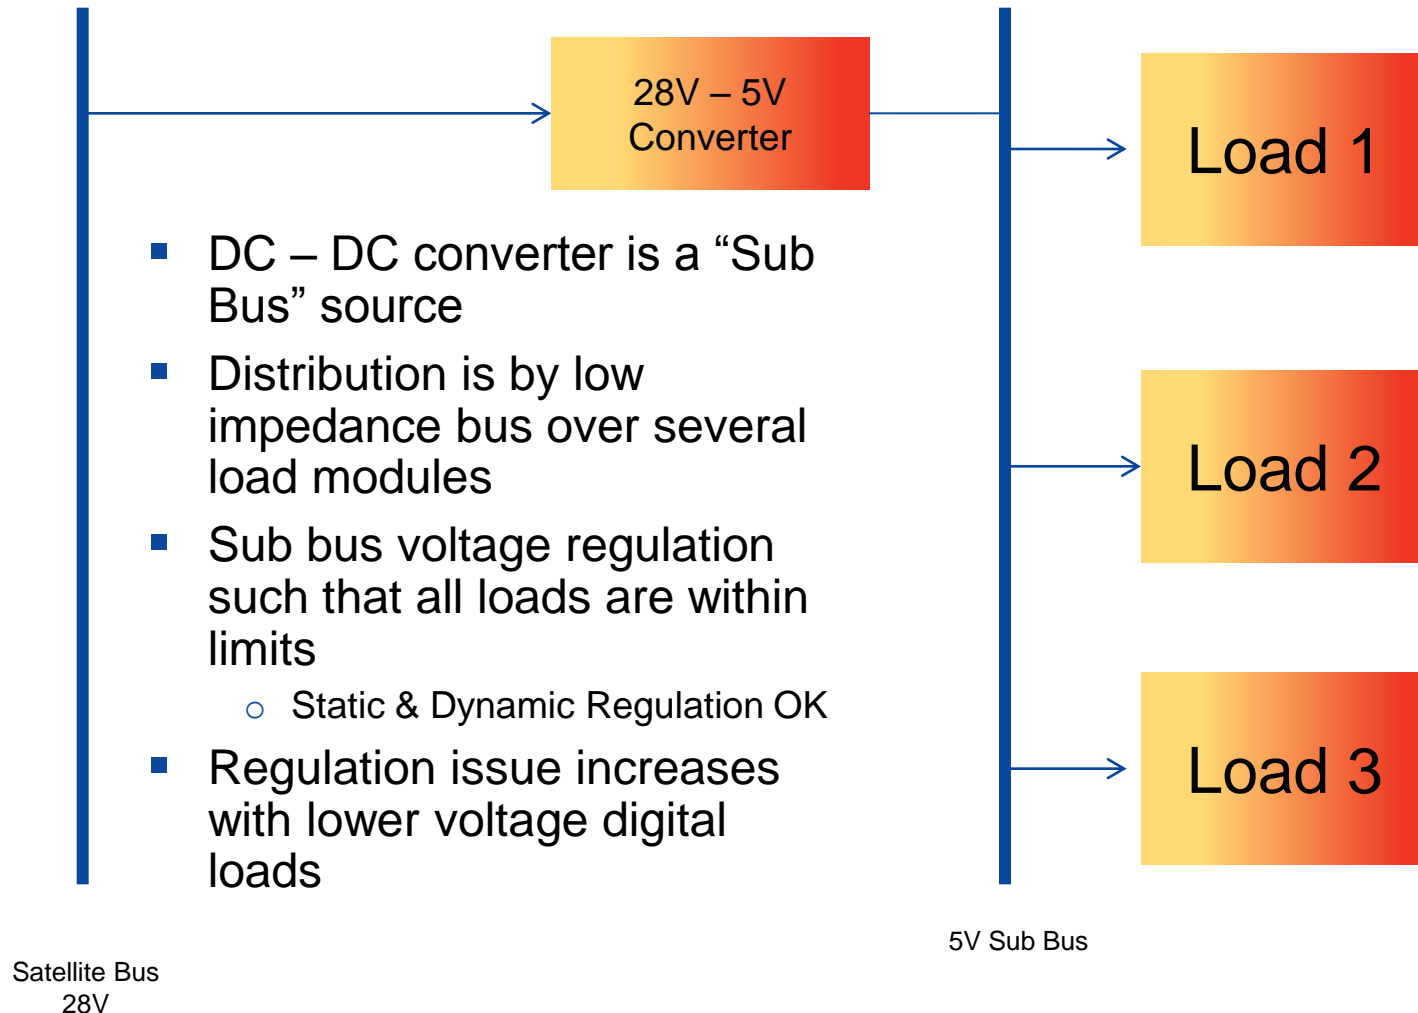 28V – 5V
Converter
Load 1
■ DC – DC converter is a “Sub
Bus” source
■ Distribution is by low
impedance bus over several
load modules
Load 2
■ Sub bus voltage regulation
such that all loads are within
limits
○ Static & Dynamic Regulation OK
■ Regulation issue increases
with lower voltage digital
loads
Load 3
5V Sub Bus
Satellite Bus
28V